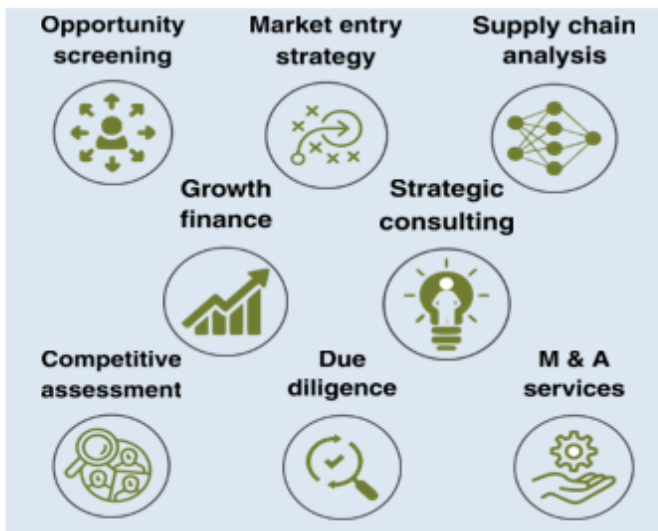 Opportunity
screening
Market entry
strategy
Supply chain
analysis
Growth
finance
Strategic
consulting
Competitive
assessment
Due
diligence
M & A
services